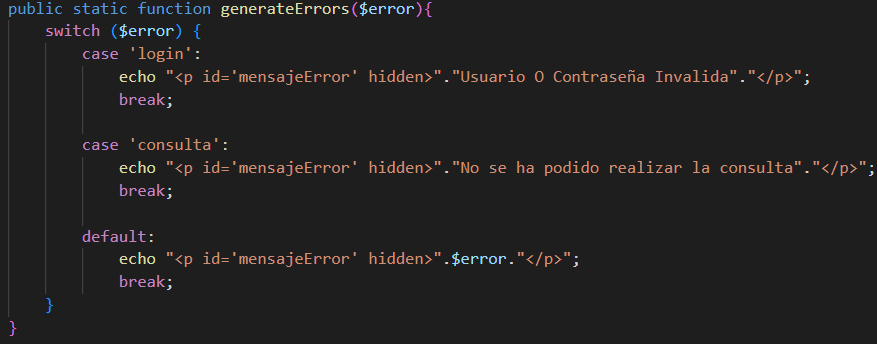 public static function generateErrors($error){
switch ($error) {
case 'login':
echo "<p id='mensajeError' hidden>"."Usuario O Contraseña Invalida"."</p>";
break;
case 'consulta':
echo "<p id='mensajeError' hidden>"."No se ha podido realizar la consulta"."</p>";
break;
default:
echo "<p id='mensajeError' hidden>".$error."</p>";
break;
}
}